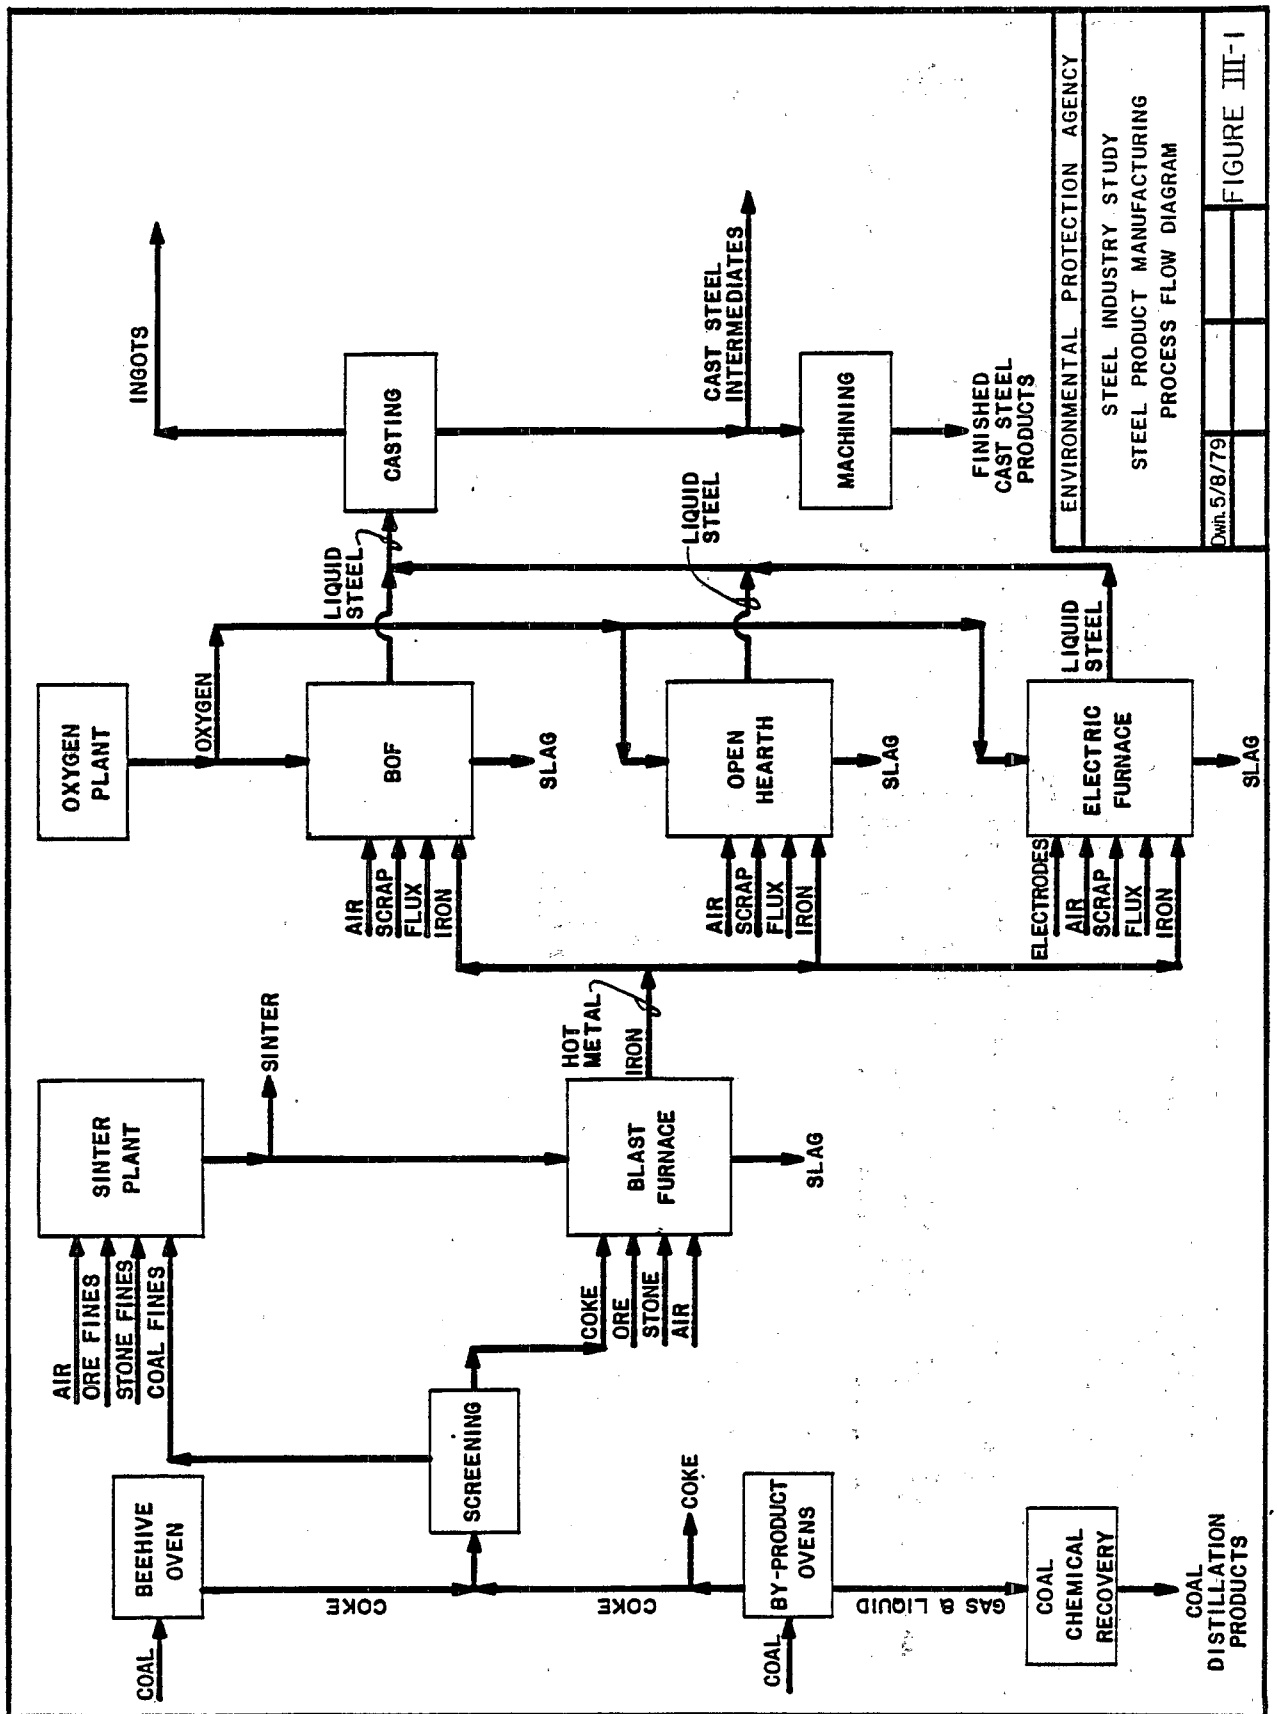 COAL
BEEHIVE
OVEN
COKE
COKE
COKE
COAL
BY-PRODUCT
OVENS
GAS & LIQUID
COAL
CHEMICAL
RECOVERY
COAL
DISTILLATION
PRODUCTS
SCREENING
AIR
ORE FINES
STONE FINES
COAL FINES
SINTER
PLANT
SINTER
COKE
ORE
STONE
AIR
BLAST
FURNACE
SLAG
HOT
METAL
IRON
OXYGEN
PLANT
OXYGEN
AIR
SCRAP
FLUX
IRON
BOF
SLAG
LIQUID
STEEL
AIR
SCRAP
FLUX
IRON
OPEN
HEARTH
SLAG
LIQUID
STEEL
ELECTRODES
AIR
SCRAP
FLUX
IRON
ELECTRIC
FURNACE
SLAG
LIQUID
STEEL
CASTING
INGOTS
CAST STEEL
INTERMEDIATES
MACHINING
FINISHED
CAST STEEL
PRODUCTS
ENVIRONMENTAL PROTECTION AGENCY
STEEL INDUSTRY STUDY
STEEL PRODUCT MANUFACTURING
PROCESS FLOW DIAGRAM
Dwn. 5/8/79
FIGURE III-1